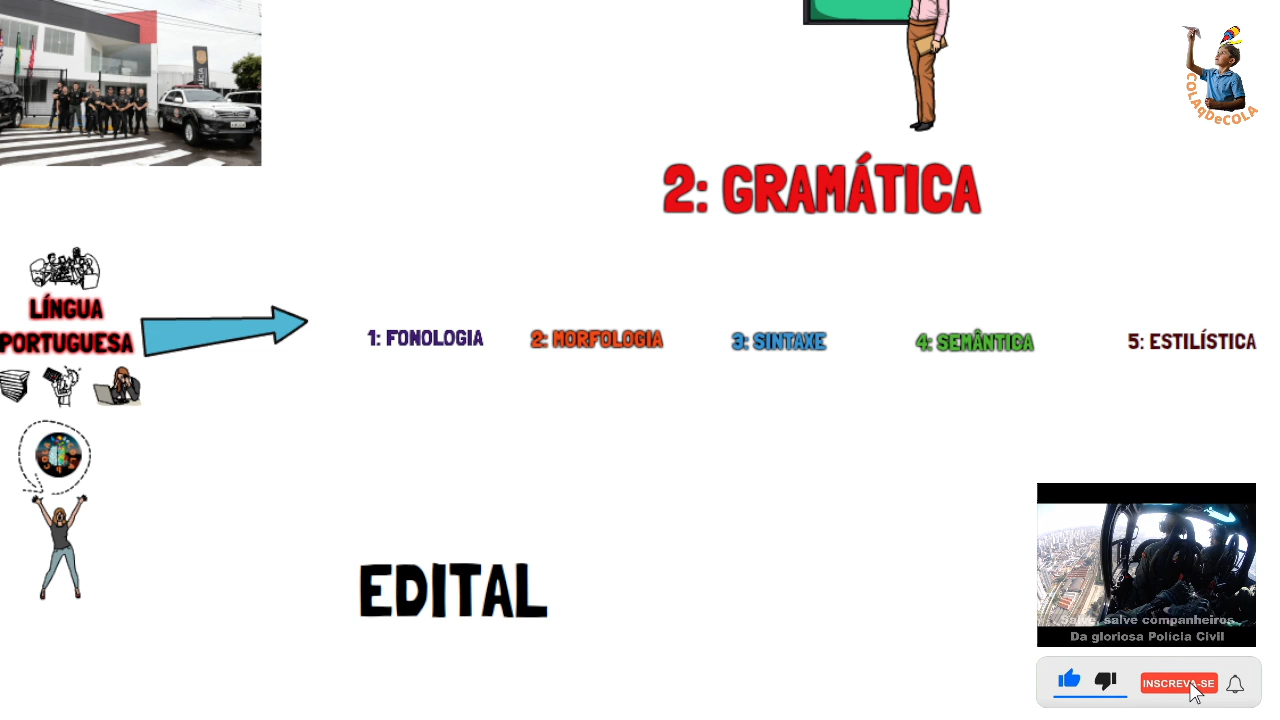 COLAqDeCOLA
2: GRAMÁTICA
LÍNGUA
PORTUGUESA
1: FONOLOGIA
2: MORFOLOGIA
3: SINTAXE
4: SEMÂNTICA
5: ESTILÍSTICA
EDITAL
Salve, salve companheiros
Da gloriosa Polícia Civil
INSCREVA-SE